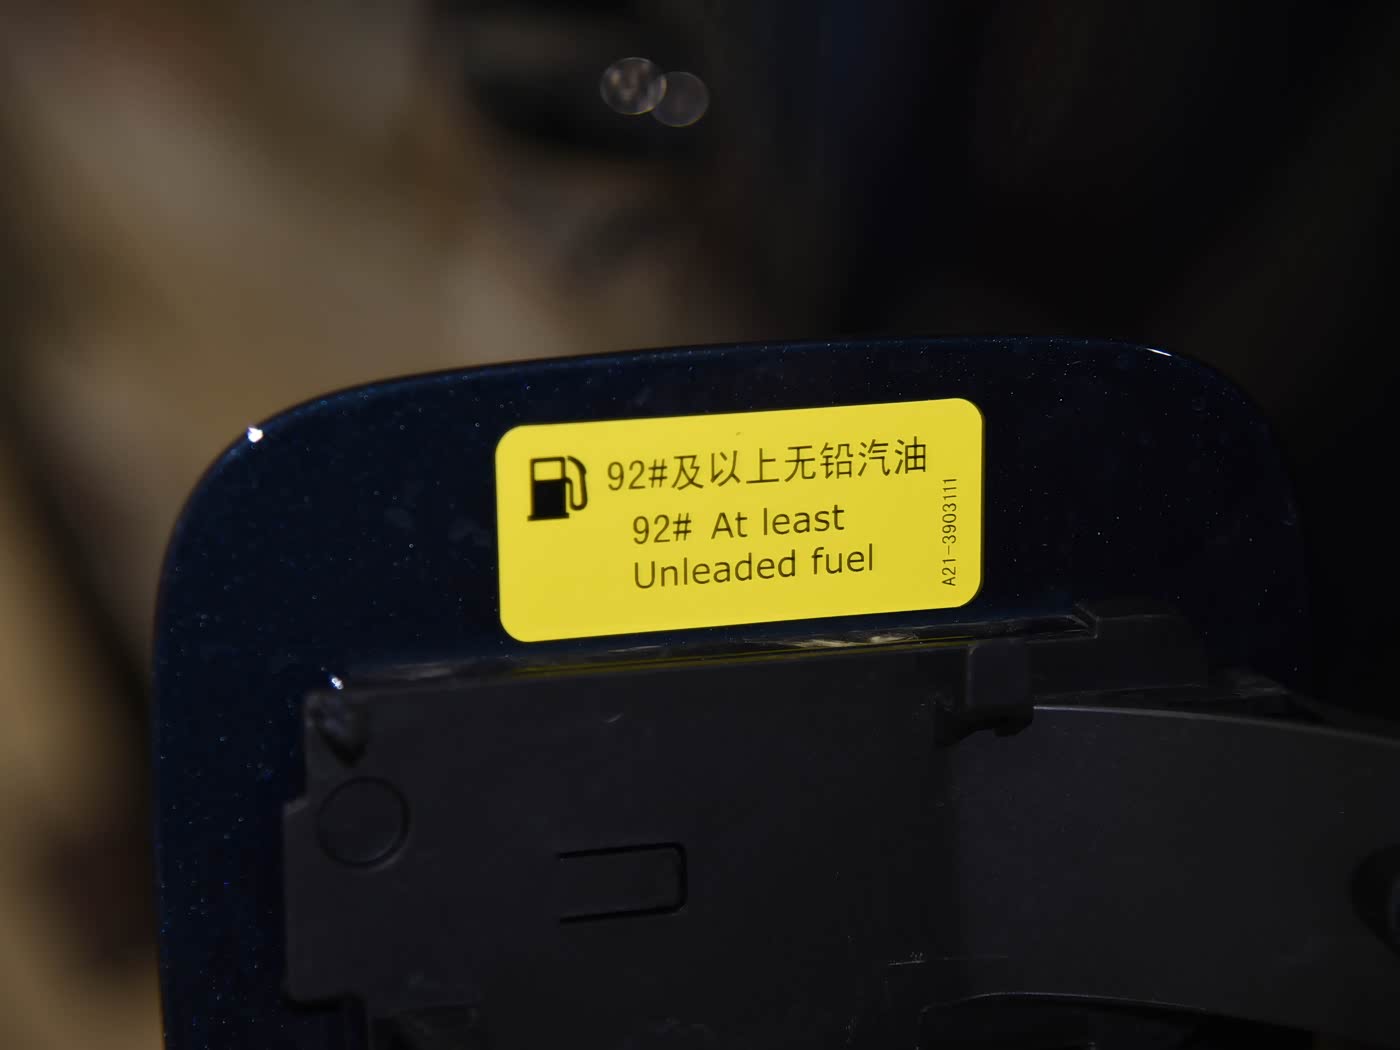 92#及以上无铅汽油
92# At least
Unleaded fuel
A21-3903111